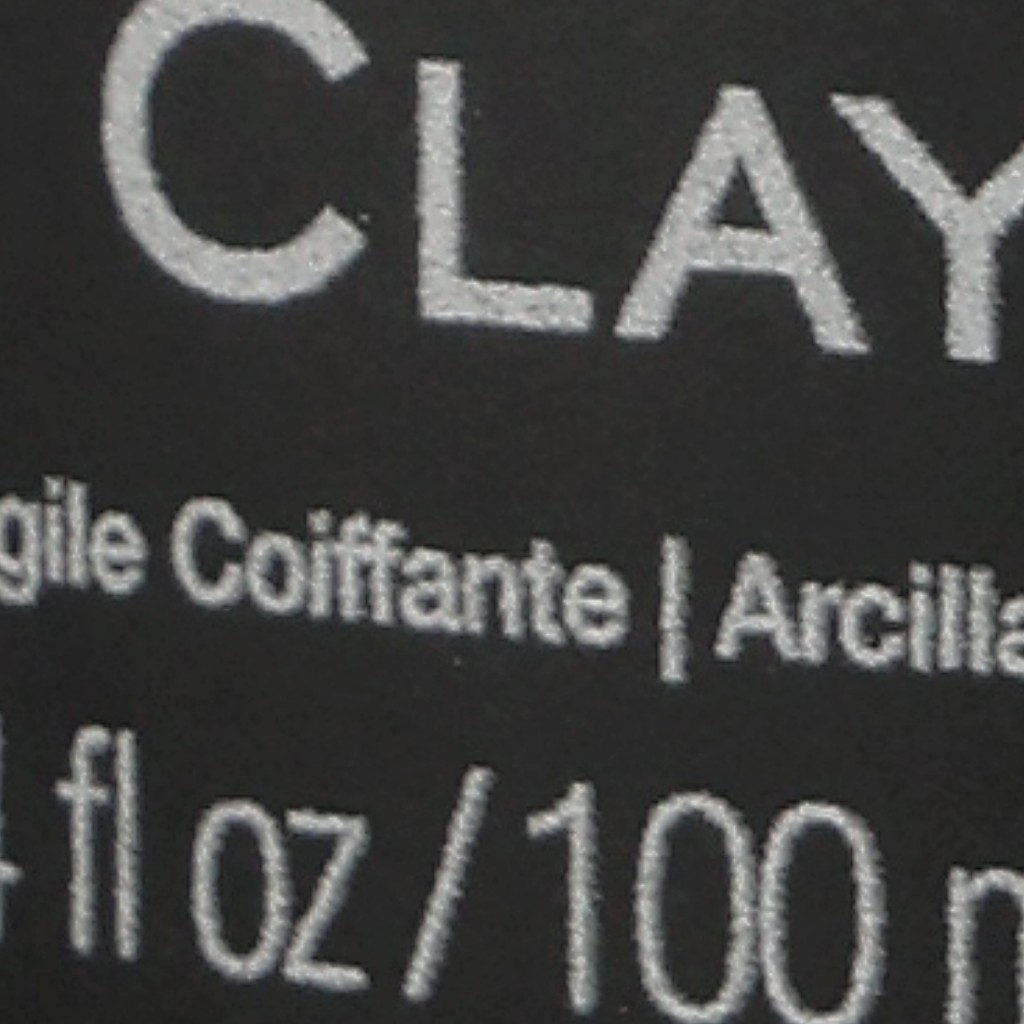 CLAY
gile Coiffante | Arcilla
fl oz / 100